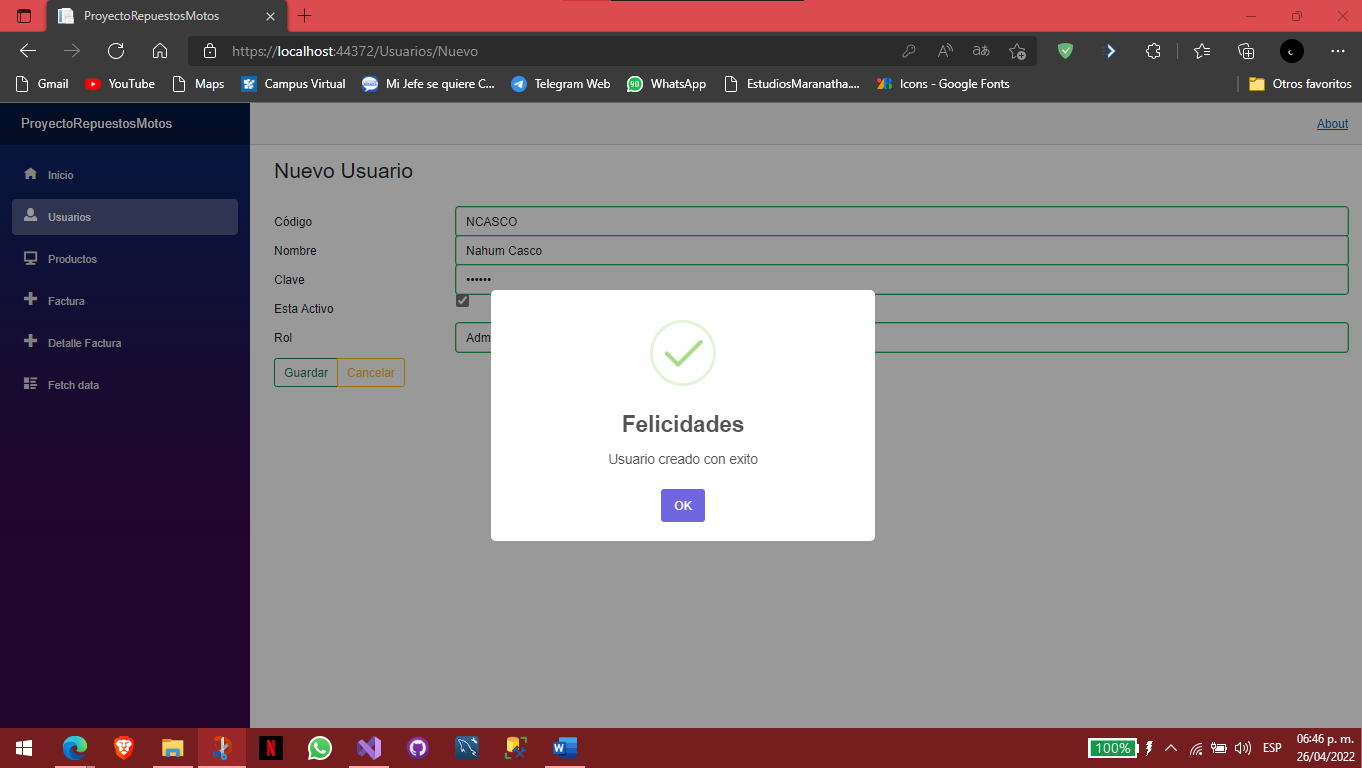 ProyectoRepuestosMotos
https://localhost:44372/Usuarios/Nuevo
Gmail
YouTube
Maps
Campus Virtual
Mi Jefe se quiere C...
Telegram Web
90
WhatsApp
EstudiosMaranatha....
Icons - Google Fonts
Otros favoritos
ProyectoRepuestosMotos
About
Inicio
Usuarios
Productos
Factura
Detalle Factura
Fetch data
Nuevo Usuario
Código
NCASCO
Nombre
Nahum Casco
Clave
••••••
Esta Activo
Rol
Adm
Guardar
Cancelar
Felicidades
Usuario creado con exito
OK
100%
ESP
06:46 p. m.
26/04/2022